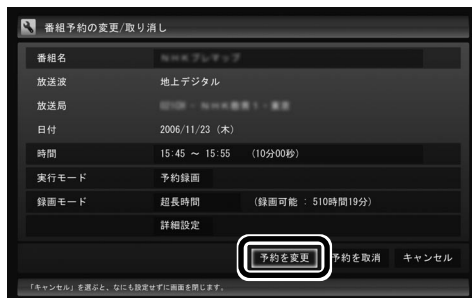 番組予約の変更/取り消し
番組名
放送波 地上デジタル
放送局
日付 2006/11/23 (木)
時間 15:45 ～ 15:55 (10分00秒)
実行モード 予約録画
録画モード 超長時間 (録画可能 : 510時間19分)
詳細設定
予約を変更 予約を取消 キャンセル
「キャンセル」を選ぶと、なにも設定せずに画面を閉じます。